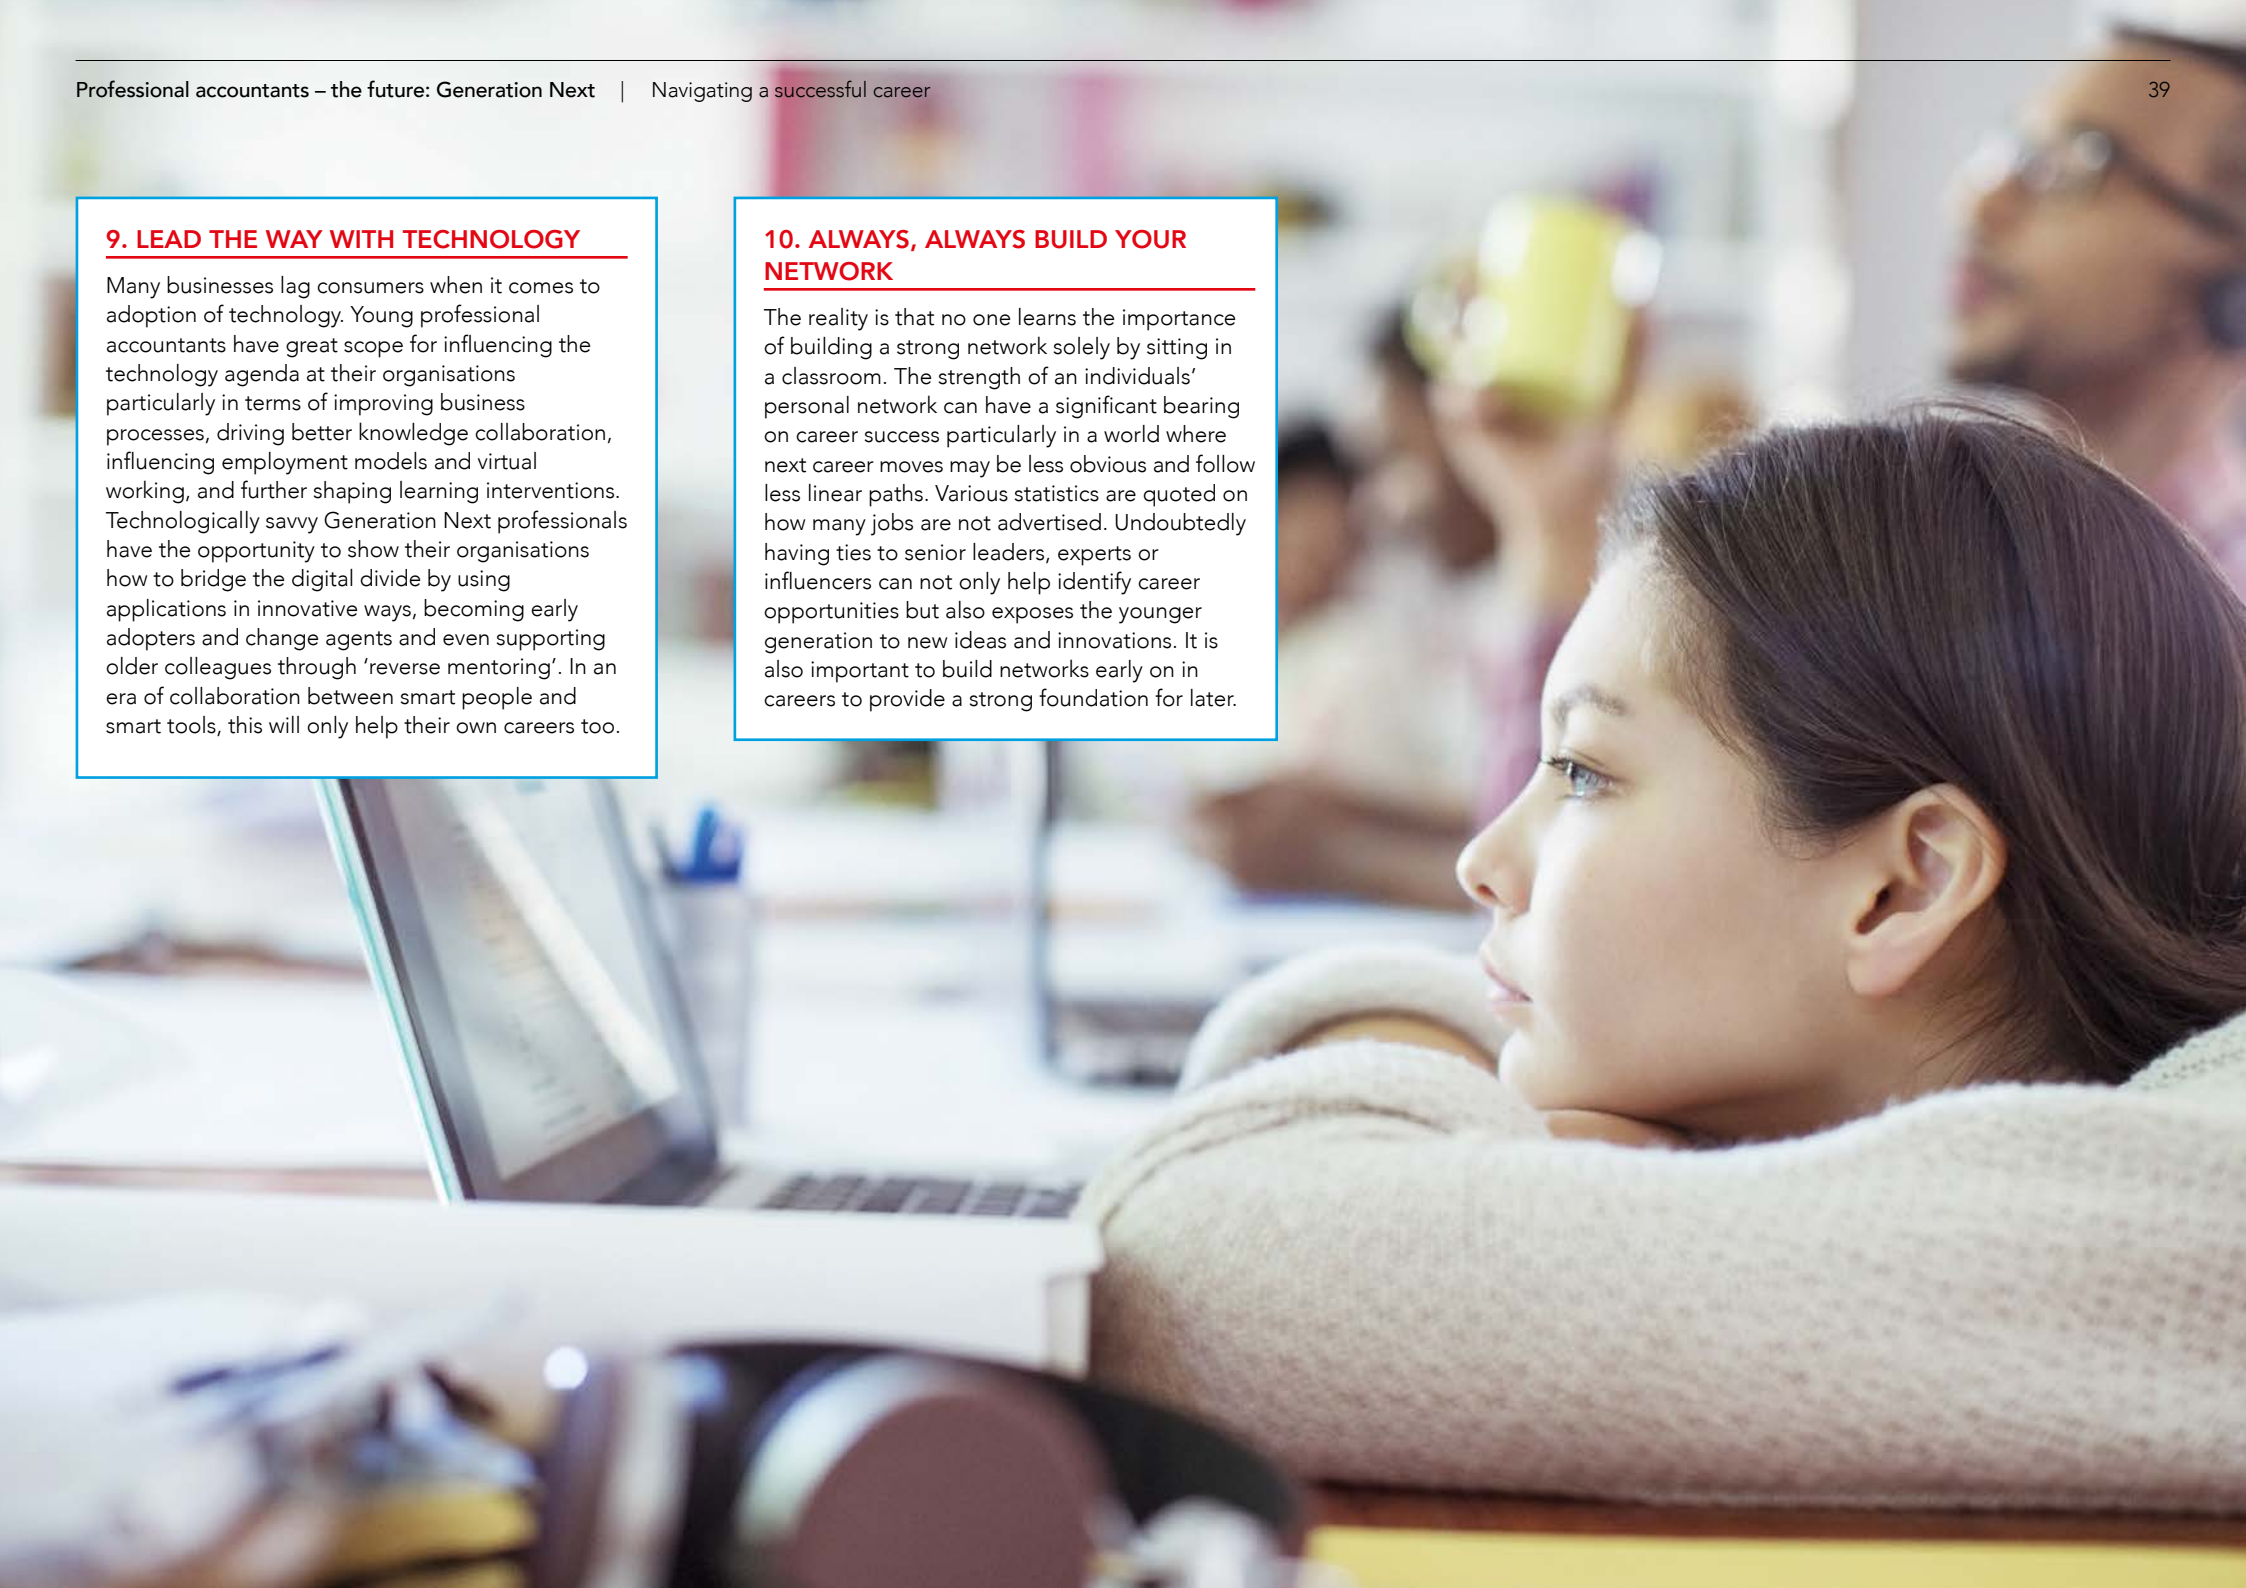 Professional accountants – the future: Generation Next | Navigating a successful career 39
9. LEAD THE WAY WITH TECHNOLOGY
Many businesses lag consumers when it comes to
adoption of technology. Young professional
accountants have great scope for influencing the
technology agenda at their organisations
particularly in terms of improving business
processes, driving better knowledge collaboration,
influencing employment models and virtual
working, and further shaping learning interventions.
Technologically savvy Generation Next professionals
have the opportunity to show their organisations
how to bridge the digital divide by using
applications in innovative ways, becoming early
adopters and change agents and even supporting
older colleagues through ‘reverse mentoring’. In an
era of collaboration between smart people and
smart tools, this will only help their own careers too.
10. ALWAYS, ALWAYS BUILD YOUR
NETWORK
The reality is that no one learns the importance
of building a strong network solely by sitting in
a classroom. The strength of an individuals’
personal network can have a significant bearing
on career success particularly in a world where
next career moves may be less obvious and follow
less linear paths. Various statistics are quoted on
how many jobs are not advertised. Undoubtedly
having ties to senior leaders, experts or
influencers can not only help identify career
opportunities but also exposes the younger
generation to new ideas and innovations. It is
also important to build networks early on in
careers to provide a strong foundation for later.